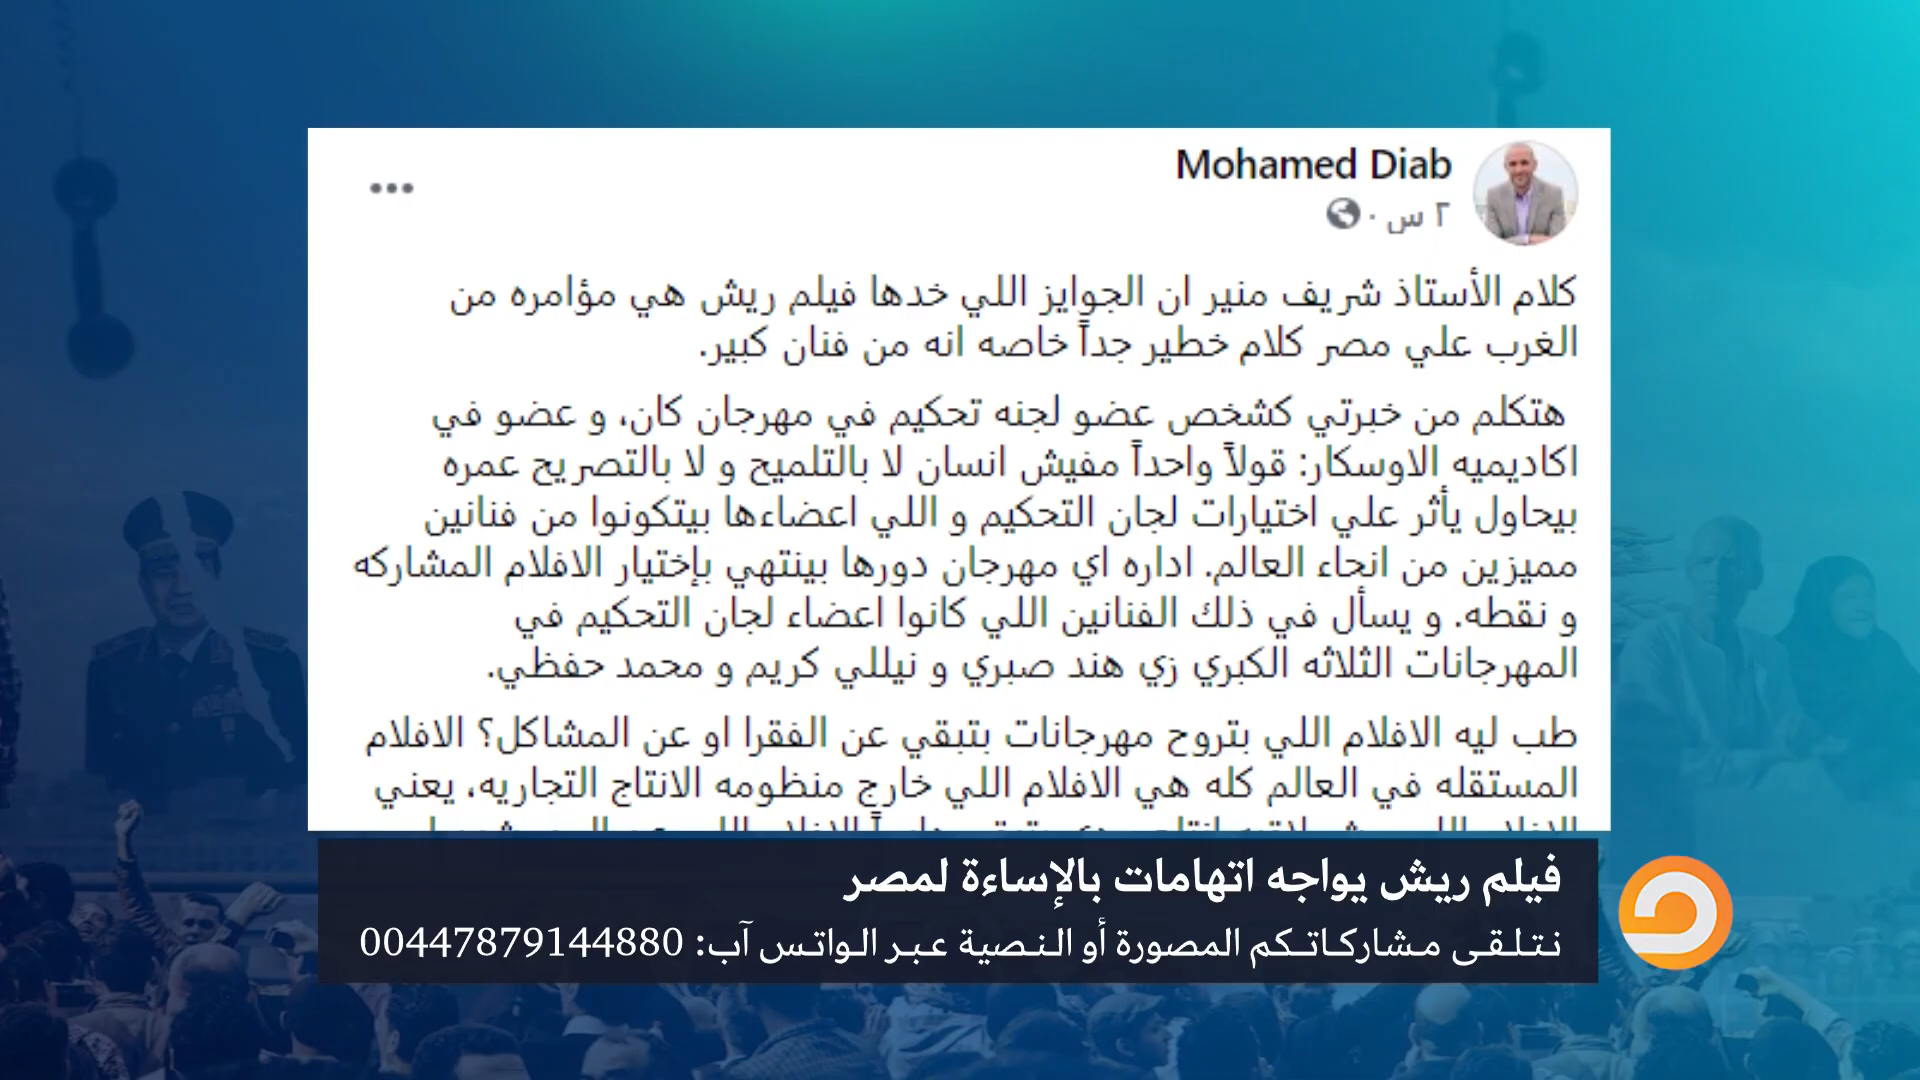 Mohamed Diab
٢ س
كلام الأستاذ شريف منير ان الجوايز اللي خدها فيلم ريش هي مؤامره من
الغرب علي مصر كلام خطير جداً خاصه انه من فنان كبير.
هتكلم من خبرتي كشخص عضو لجنه تحكيم في مهرجان كان، و عضو في
اكاديميه الاوسكار: قولاً واحداً مفيش انسان لا بالتلميح و لا بالتصريح عمره
بيحاول يأثر علي اختيارات لجان التحكيم و اللي اعضاءها بيتكونوا من فنانين
مميزين من انحاء العالم. اداره اي مهرجان دورها بينتهي بإختيار الافلام المشاركه
و نقطه. و يسأل في ذلك الفنانين اللي كانوا اعضاء لجان التحكيم في
المهرجانات الثلاثه الكبري زي هند صبري و نيللي كريم و محمد حفظي.
طب ليه الافلام اللي بتروح مهرجانات بتبقي عن الفقرا او عن المشاكل؟ الافلام
المستقله في العالم كله هي الافلام اللي خارج منظومه الانتاج التجاريه، يعني
فيلم ريش يواجه اتهامات بالإساءة لمصر
نتلقى مشاركاتكم المصورة أو النصية عبر الواتس آب: 00447879144880